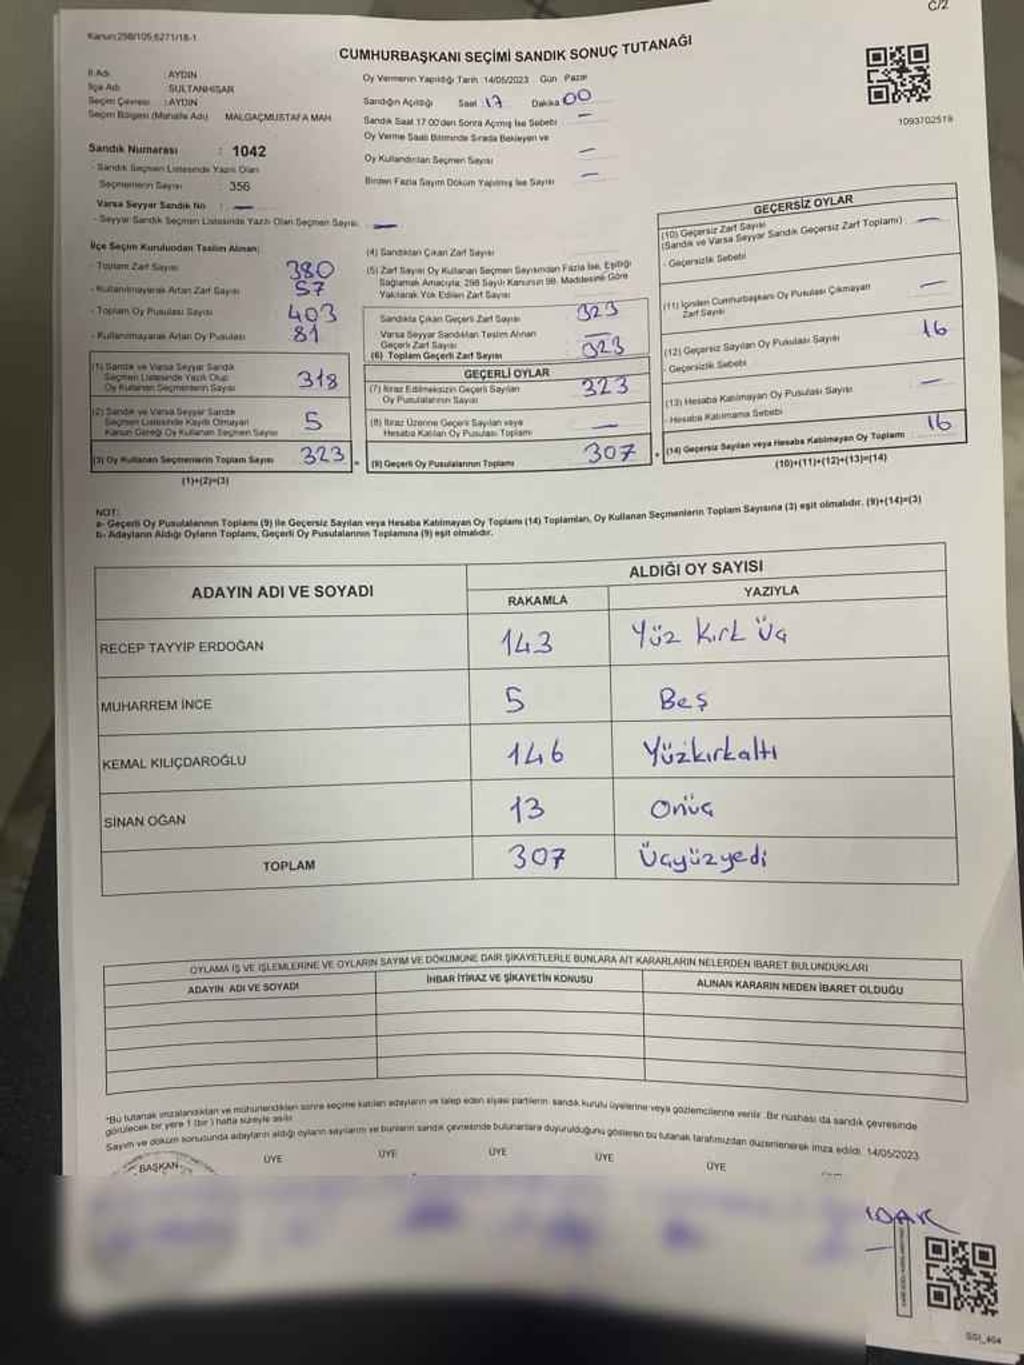 C/2
Kanun:298/105,6271/18-1
CUMHURBAŞKANI SEÇİMİ SANDIK SONUÇ TUTANAĞI
İl Adı : AYDIN
İlçe Adı : SULTANHİSAR
Seçim Çevresi : AYDIN
Seçim Bölgesi (Mahalle Adı) MALGAÇMUSTAFA MAH
Sandık Numarası : 1042
- Sandık Seçmen Listesinde Yazılı Olan
Seçmenlerin Sayısı : 356
Varsa Seyyar Sandık No : —
- Seyyar Sandık Seçmen Listesinde Yazılı Olan Seçmen Sayısı —
Oy Vermenin Yapıldığı Tarih 14/05/2023 Gün Pazar
Sandığın Açıldığı Saat 17 Dakika 00
Sandık Saat 17.00'den Sonra Açmış İse Sebebi —
Oy Verme Saati Bitiminde Sırada Bekleyen ve
Oy Kullandırılan Seçmen Sayısı —
Birden Fazla Sayım Döküm Yapılmış İse Sayısı —
1093702519
İlçe Seçim Kurulundan Teslim Alınan;
- Toplam Zarf Sayısı 380
- Kullanılmayarak Artan Zarf Sayısı 57
- Toplam Oy Pusulası Sayısı 403
- Kullanılmayarak Artan Oy Pusulası 81
(1) Sandık ve Varsa Seyyar Sandık
Seçmen Listesinde Yazılı Olup
Oy Kullanan Seçmenlerin Sayısı 318
(2) Sandık ve Varsa Seyyar Sandık
Seçmen Listesinde Kayıtlı Olmayan
Kanun Gereği Oy Kullanan Seçmen Sayısı 5
(3) Oy Kullanan Seçmenlerin Toplam Sayısı 323
(1)+(2)=(3)
(4) Sandıktan Çıkan Zarf Sayısı
(5) Zarf Sayısı Oy Kullanan Seçmen Sayısından Fazla İse, Eşitliği
Sağlamak Amacıyla; 298 Sayılı Kanunun 98. Maddesine Göre
Yakılarak Yok Edilen Zarf Sayısı
Sandıkta Çıkan Geçerli Zarf Sayısı 323
Varsa Seyyar Sandıktan Teslim Alınan
Geçerli Zarf Sayısı —
(6) Toplam Geçerli Zarf Sayısı 323
GEÇERLİ OYLAR
(7) İtiraz Edilmeksizin Geçerli Sayılan
Oy Pusulalarının Sayısı 323
(8) İtiraz Üzerine Geçerli Sayılan veya
Hesaba Katılan Oy Pusulası Toplamı —
(9) Geçerli Oy Pusulalarının Toplamı 307
GEÇERSİZ OYLAR
(10) Geçersiz Zarf Sayısı
(Sandık ve Varsa Seyyar Sandık Geçersiz Zarf Toplamı) —
- Geçersizlik Sebebi
(11) İçinden Cumhurbaşkanı Oy Pusulası Çıkmayan
Zarf Sayısı —
(12) Geçersiz Sayılan Oy Pusulası Sayısı 16
- Geçersizlik Sebebi
(13) Hesaba Katılmayan Oy Pusulası Sayısı —
- Hesaba Katılmama Sebebi
(14) Geçersiz Sayılan veya Hesaba Katılmayan Oy Toplamı 16
(10)+(11)+(12)+(13)=(14)
NOT:
a- Geçerli Oy Pusulalarının Toplamı (9) ile Geçersiz Sayılan veya Hesaba Katılmayan Oy Toplamı (14) Toplamları, Oy Kullanan Seçmenlerin Toplam Sayısına (3) eşit olmalıdır. (9)+(14)=(3)
b- Adayların Aldığı Oyların Toplamı, Geçerli Oy Pusulalarının Toplamına (9) eşit olmalıdır.
ADAYIN ADI VE SOYADI
ALDIĞI OY SAYISI
RAKAMLA YAZIYLA
RECEP TAYYİP ERDOĞAN 143 Yüz Kırk Üç
MUHARREM İNCE 5 Beş
KEMAL KILIÇDAROĞLU 146 Yüzkırkaltı
SİNAN OĞAN 13 Onüç
TOPLAM 307 Üçyüzyedi
OYLAMA İŞ VE İŞLEMLERİNE VE OYLARIN SAYIM VE DÖKÜMÜNE DAİR ŞİKAYETLERLE BUNLARA AİT KARARLARIN NELERDEN İBARET BULUNDUKLARI
ADAYIN ADI VE SOYADI İHBAR İTİRAZ VE ŞİKAYETİN KONUSU ALINAN KARARIN NEDEN İBARET OLDUĞU
*Bu tutanak imzalandıktan ve mühürlendikten sonra seçime katılan adayların ve talep eden siyasi partilerin sandık kurulu üyelerine veya gözlemcilerine verilir. Bir nüshası da sandık çevresinde
görülecek bir yere 1 (bir) hafta süreyle asılır.
Sayım ve döküm sonucunda adayların aldığı oyların sayılarını ve bunların sandık çevresinde bulunanlara duyurulduğunu gösteren bu tutanak tarafımızdan düzenlenerek imza edildi. 14/05/2023
BAŞKAN ÜYE ÜYE ÜYE ÜYE ÜYE
SGI_404